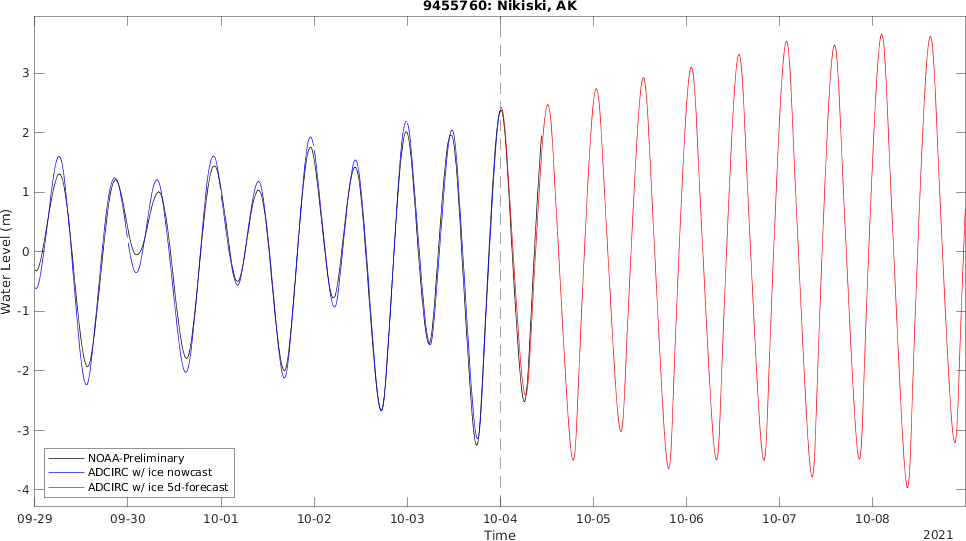 9455760: Nikiski, AK
Water Level (m)
3
2
1
0
-1
-2
-3
-4
NOAA-Preliminary
ADCIRC w/ ice nowcast
ADCIRC w/ ice 5d-forecast
09-29 09-30 10-01 10-02 10-03 10-04 10-05 10-06 10-07 10-08
Time
2021